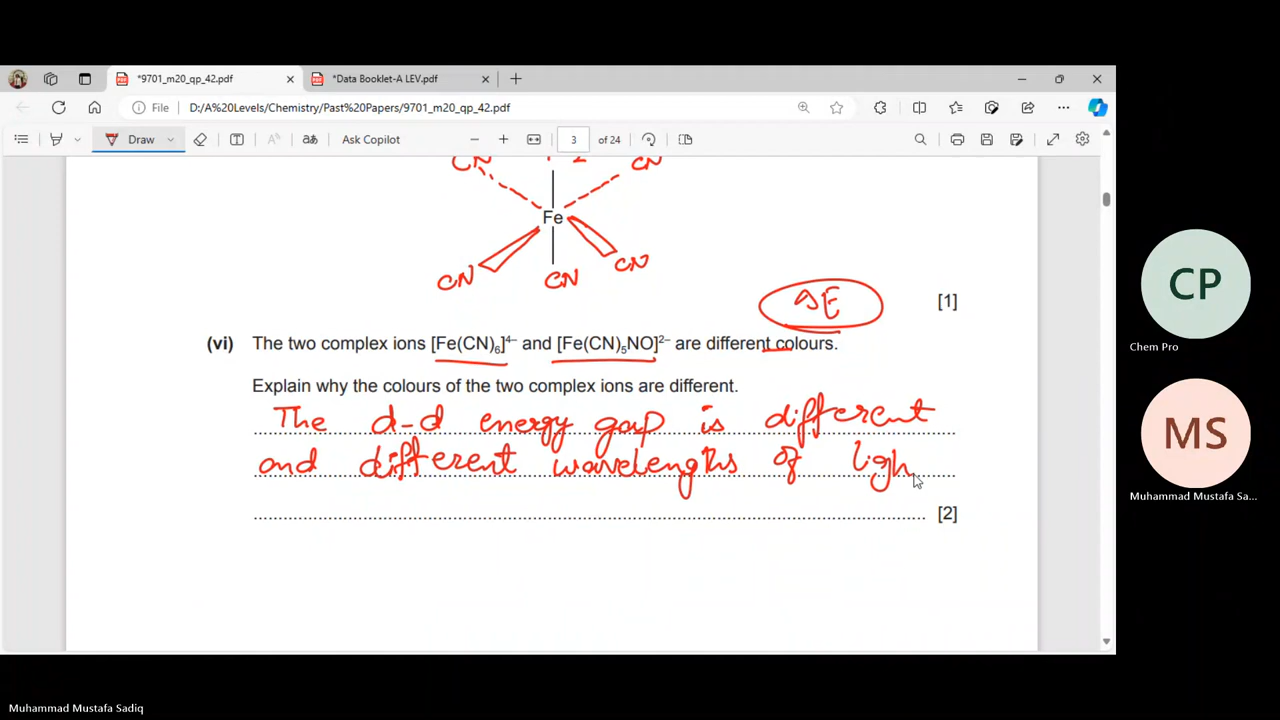 *9701_m20_qp_42.pdf
*Data Booklet-A LEV.pdf
File
D:/A%20Levels/Chemistry/Past%20Papers/9701_m20_qp_42.pdf
Draw
Ask Copilot
3 of 24
CN CN
Fe
CN CN CN
CP
Chem Pro
[1]
ΔE
(vi) The two complex ions [Fe(CN)₆]⁴⁻ and [Fe(CN)₅NO]²⁻ are different colours.
Explain why the colours of the two complex ions are different.
The d-d energy gap is different
and different wavelengths of ligh
[2]
MS
Muhammad Mustafa Sa...
Muhammad Mustafa Sadiq